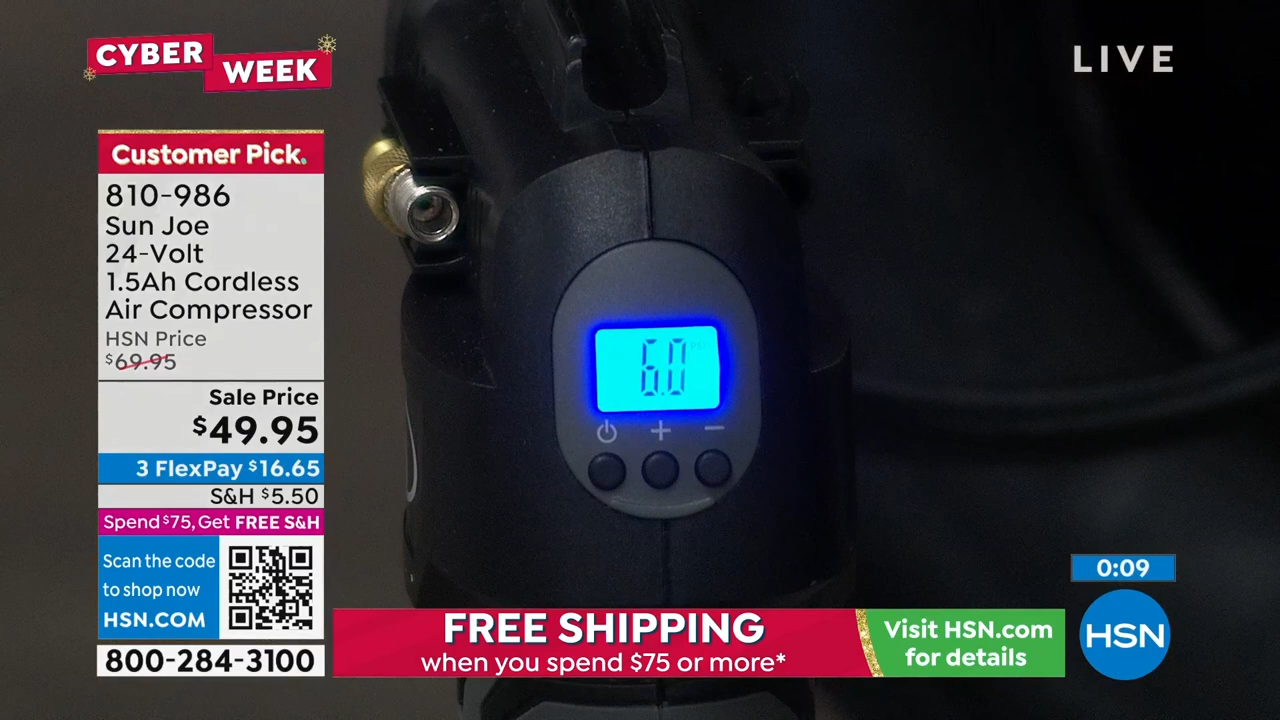 CYBER
WEEK
LIVE
Customer Pick.
810-986
Sun Joe
24-Volt
1.5Ah Cordless
Air Compressor
HSN Price
$69.95
Sale Price
$49.95
3 FlexPay $16.65
S&H $5.50
Spend $75, Get FREE S&H
Scan the code
to shop now
HSN.COM
800-284-3100
6.0 PSI
FREE SHIPPING
when you spend $75 or more*
Visit HSN.com
for details
0:09
HSN